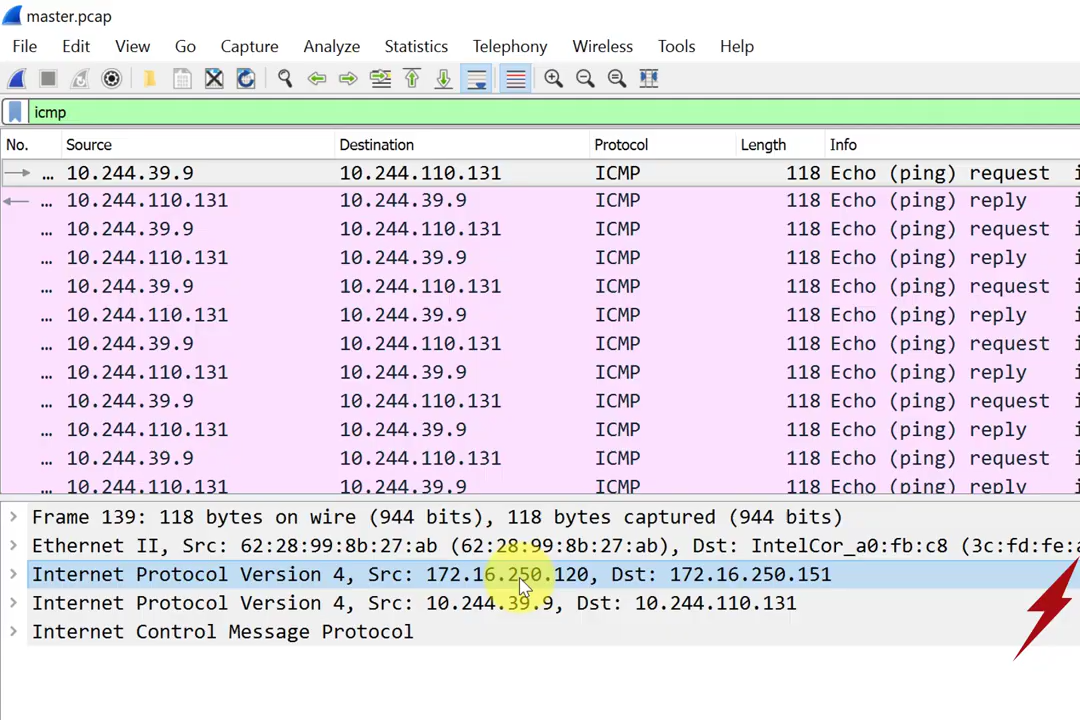 master.pcap
File Edit View Go Capture Analyze Statistics Telephony Wireless Tools Help
icmp
No. Source Destination Protocol Length Info
... 10.244.39.9 10.244.110.131 ICMP 118 Echo (ping) request i
... 10.244.110.131 10.244.39.9 ICMP 118 Echo (ping) reply i
... 10.244.39.9 10.244.110.131 ICMP 118 Echo (ping) request i
... 10.244.110.131 10.244.39.9 ICMP 118 Echo (ping) reply i
... 10.244.39.9 10.244.110.131 ICMP 118 Echo (ping) request i
... 10.244.110.131 10.244.39.9 ICMP 118 Echo (ping) reply i
... 10.244.39.9 10.244.110.131 ICMP 118 Echo (ping) request i
... 10.244.110.131 10.244.39.9 ICMP 118 Echo (ping) reply i
... 10.244.39.9 10.244.110.131 ICMP 118 Echo (ping) request i
... 10.244.110.131 10.244.39.9 ICMP 118 Echo (ping) reply i
... 10.244.39.9 10.244.110.131 ICMP 118 Echo (ping) request i
... 10.244.110.131 10.244.39.9 ICMP 118 Echo (ping) reply i
Frame 139: 118 bytes on wire (944 bits), 118 bytes captured (944 bits)
Ethernet II, Src: 62:28:99:8b:27:ab (62:28:99:8b:27:ab), Dst: IntelCor_a0:fb:c8 (3c:fd:fe:a
Internet Protocol Version 4, Src: 172.16.250.120, Dst: 172.16.250.151
Internet Protocol Version 4, Src: 10.244.39.9, Dst: 10.244.110.131
Internet Control Message Protocol